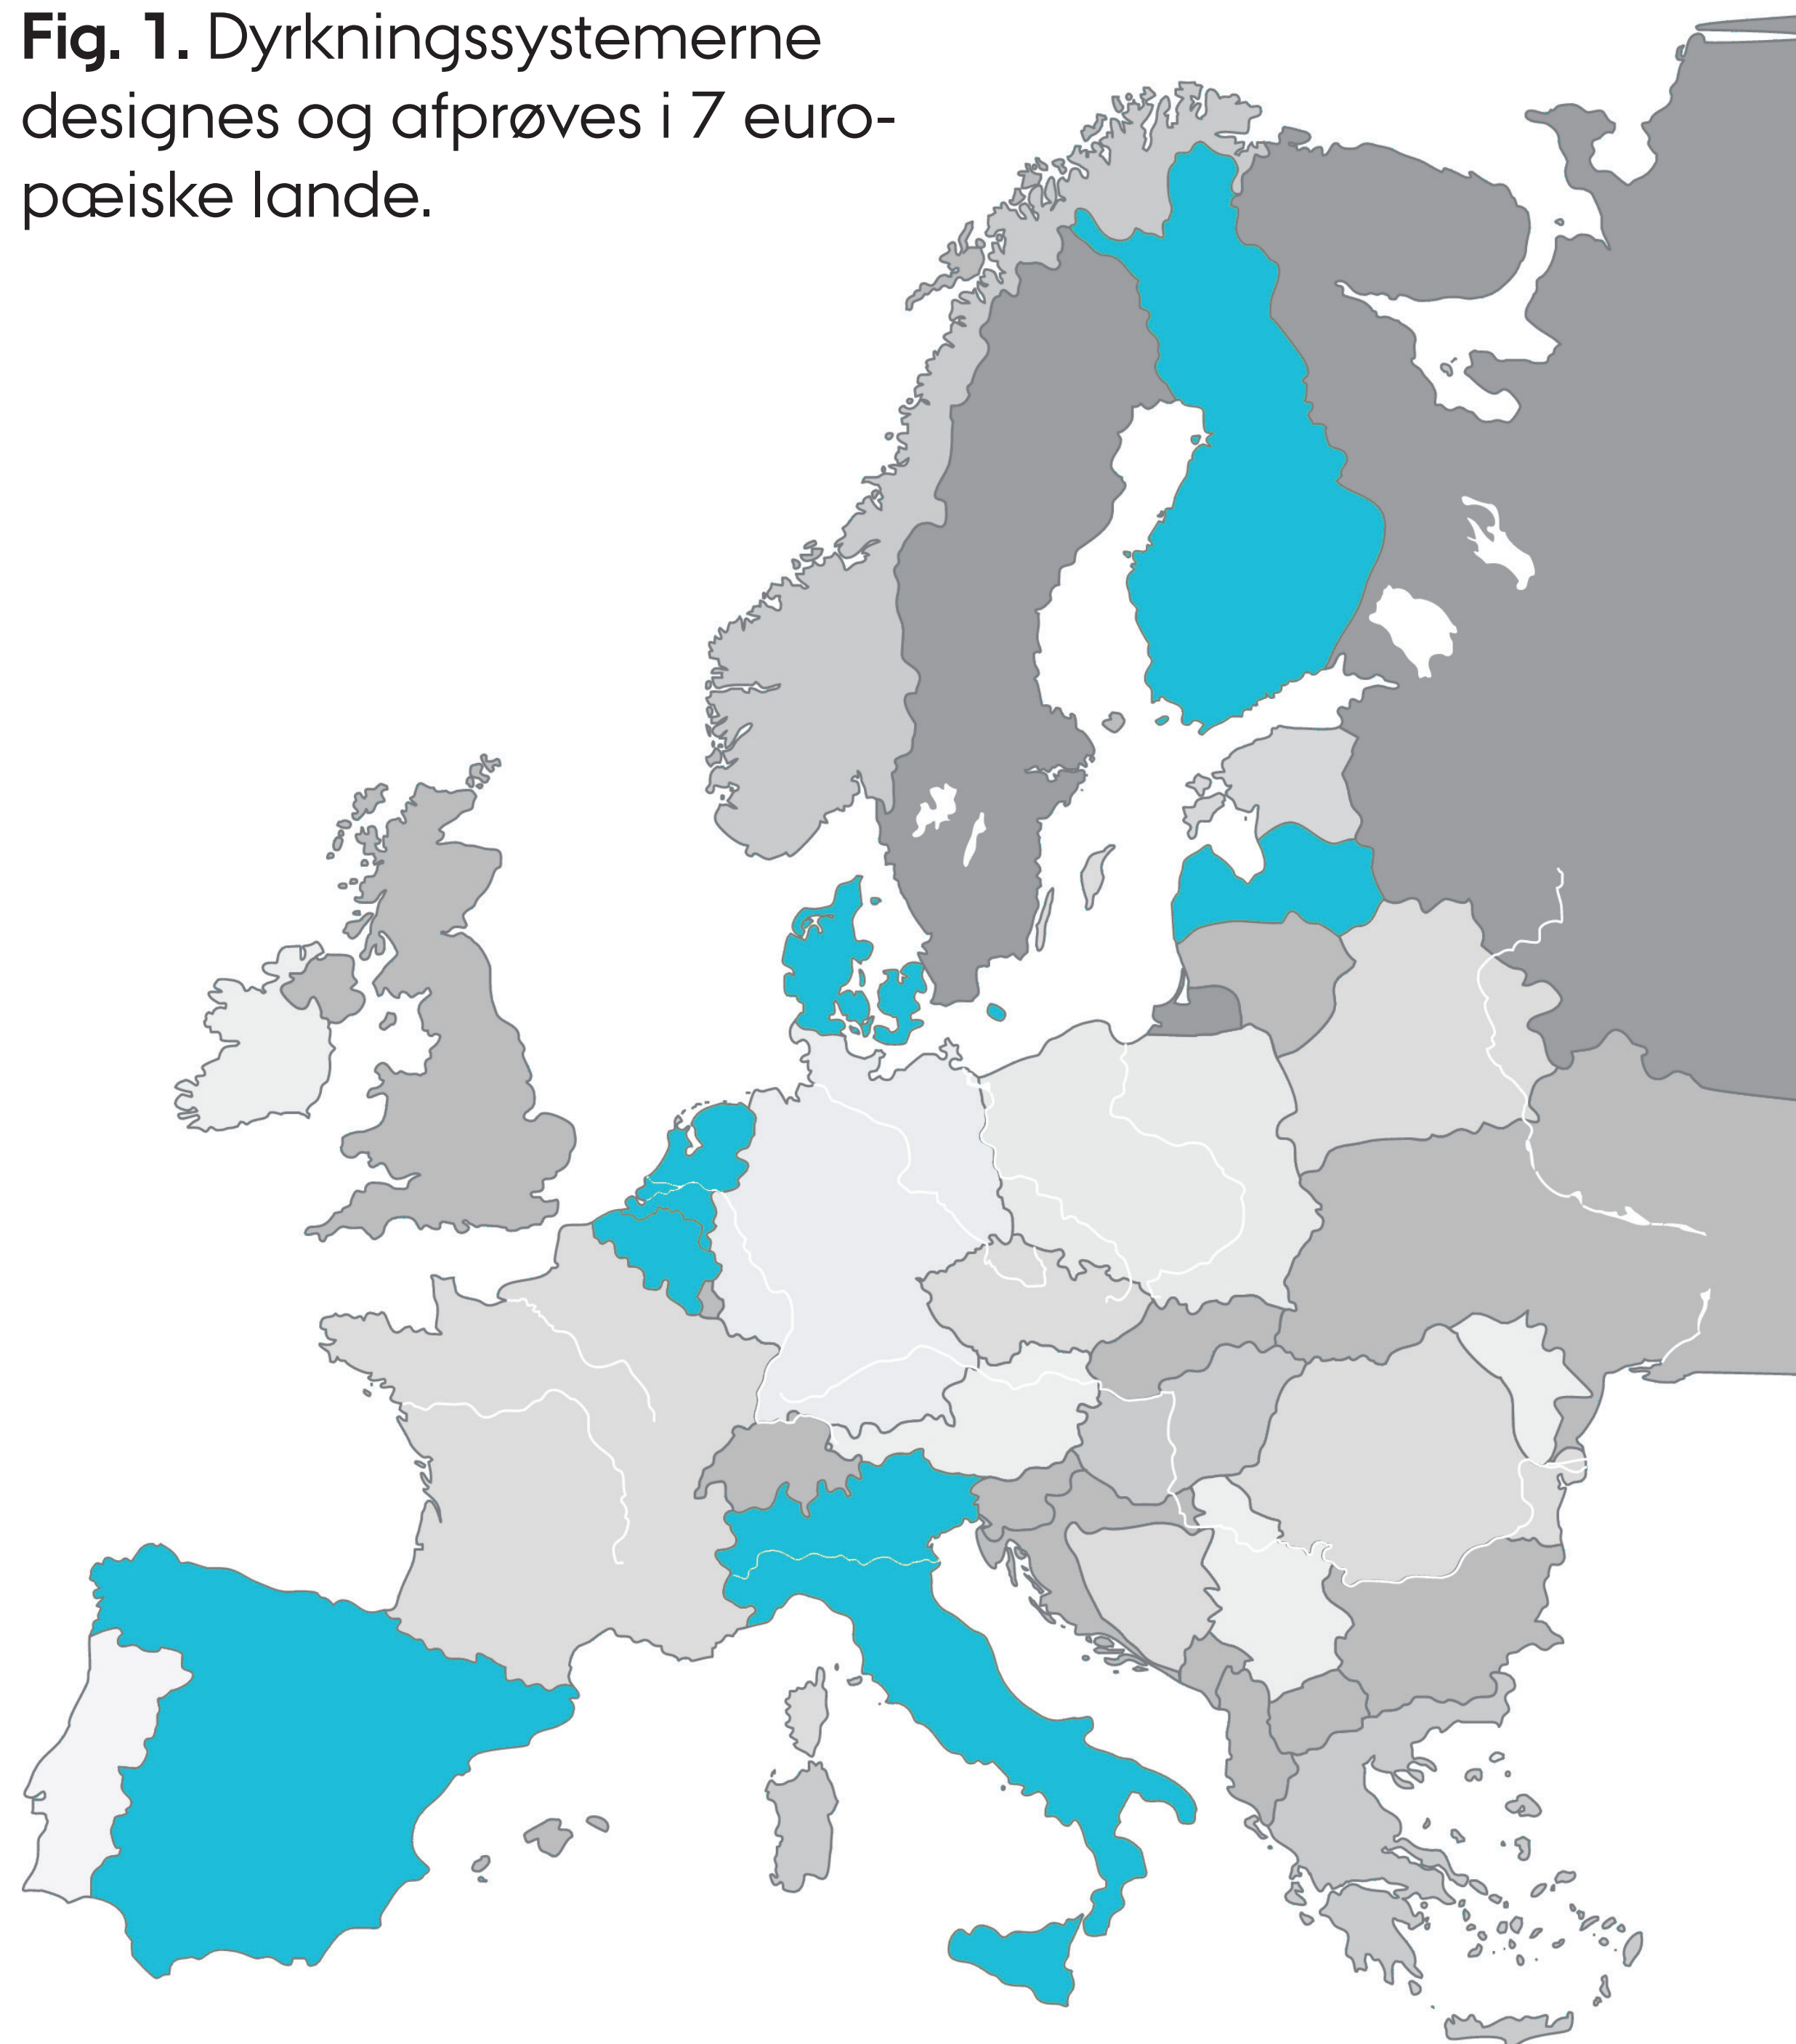 Fig. 1. Dyrkningssystemerne
designes og afprøves i 7 euro-
pæiske lande.